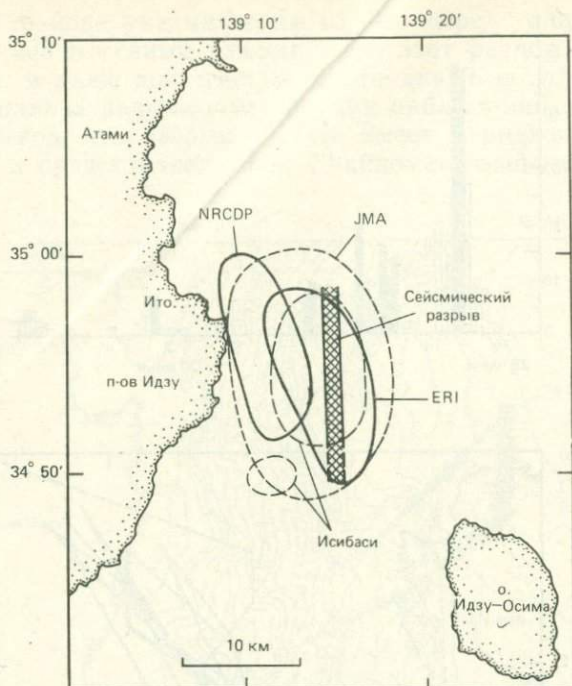 139° 10'
139° 20'
35° 10'
Атами
NRCDP
JMA
35° 00'
Сейсмический
разрыв
Ито
п-ов Идзу
ERI
34° 50'
Исибаси
о.
Идзу—Осима
10 км